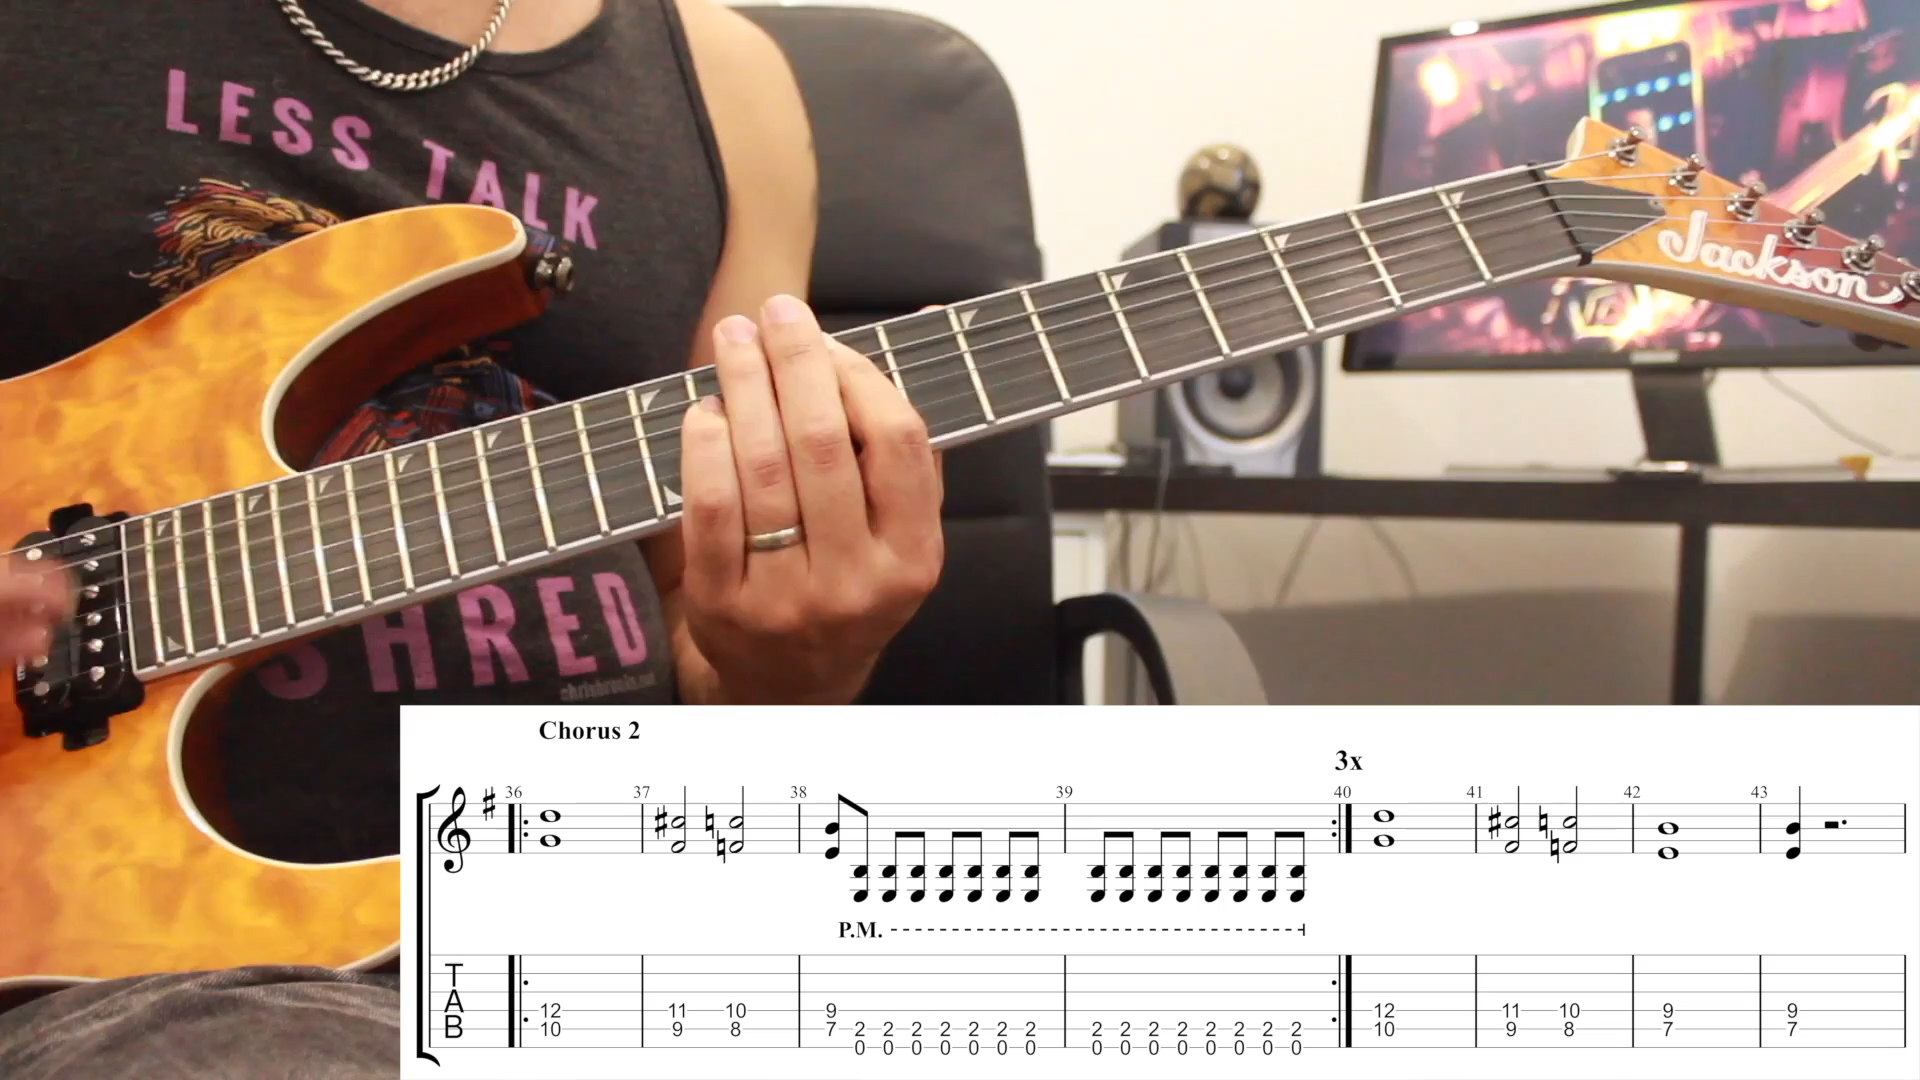 LESS TALK
SHRED
chrisbrooks.net
Jackson
Chorus 2
3x
36 37 38 39 40 41 42 43
P.M.
T
A
B
12 11 10 9 12 11 10 9 9
10 9 8 7 2 2 2 2 2 2 2 2 2 2 2 2 2 2 2 10 9 8 7 7
0 0 0 0 0 0 0 0 0 0 0 0 0 0 0